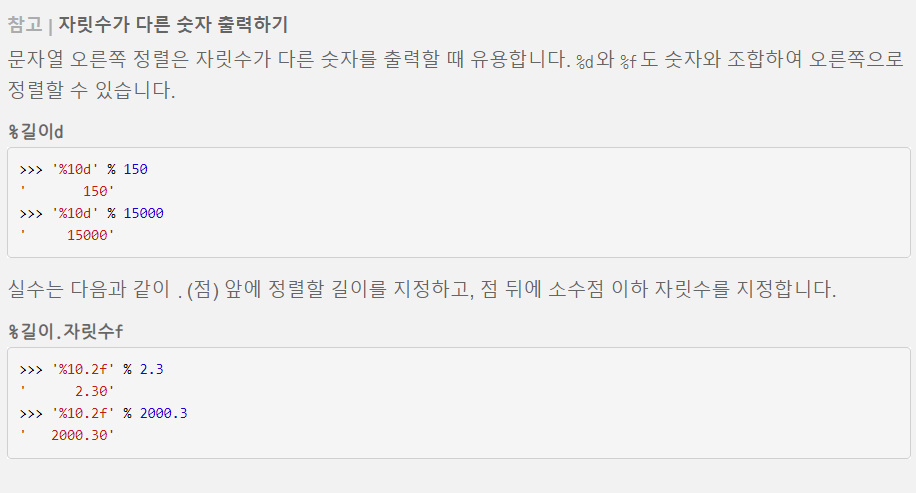 참고 | 자릿수가 다른 숫자 출력하기
문자열 오른쪽 정렬은 자릿수가 다른 숫자를 출력할 때 유용합니다. %d와 %f도 숫자와 조합하여 오른쪽으로
정렬할 수 있습니다.
%길이d
>>> '%10d' % 150
'       150'
>>> '%10d' % 15000
'     15000'
실수는 다음과 같이 .(점) 앞에 정렬할 길이를 지정하고, 점 뒤에 소수점 이하 자릿수를 지정합니다.
%길이.자릿수f
>>> '%10.2f' % 2.3
'      2.30'
>>> '%10.2f' % 2000.3
'   2000.30'